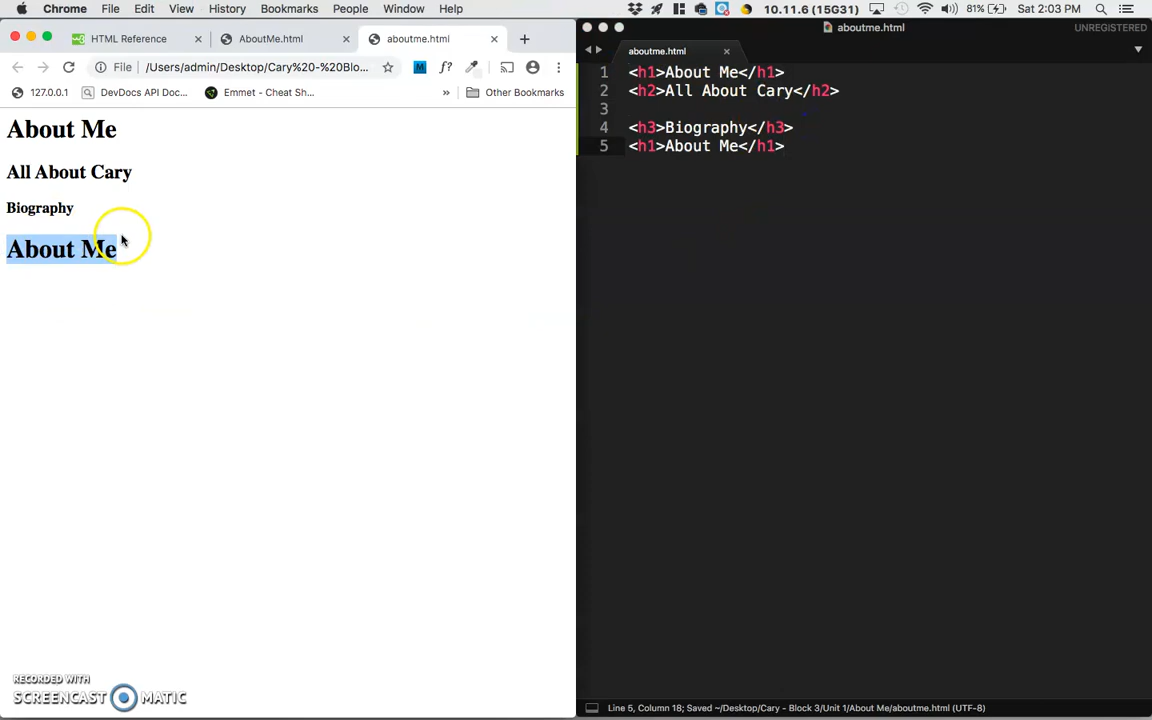 Chrome File Edit View History Bookmarks People Window Help 10.11.6 (15G31) 81% Sat 2:03 PM
HTML Reference AboutMe.html aboutme.html
File /Users/admin/Desktop/Cary%20-%20Blo...
127.0.0.1 DevDocs API Doc... Emmet - Cheat Sh... » Other Bookmarks
About Me
All About Cary
Biography
About Me
RECORDED WITH
SCREENCAST MATIC
aboutme.html UNREGISTERED
aboutme.html
1 <h1>About Me</h1>
2 <h2>All About Cary</h2>
3
4 <h3>Biography</h3>
5 <h1>About Me</h1>
Line 5, Column 18; Saved ~/Desktop/Cary - Block 3/Unit 1/About Me/aboutme.html (UTF-8)